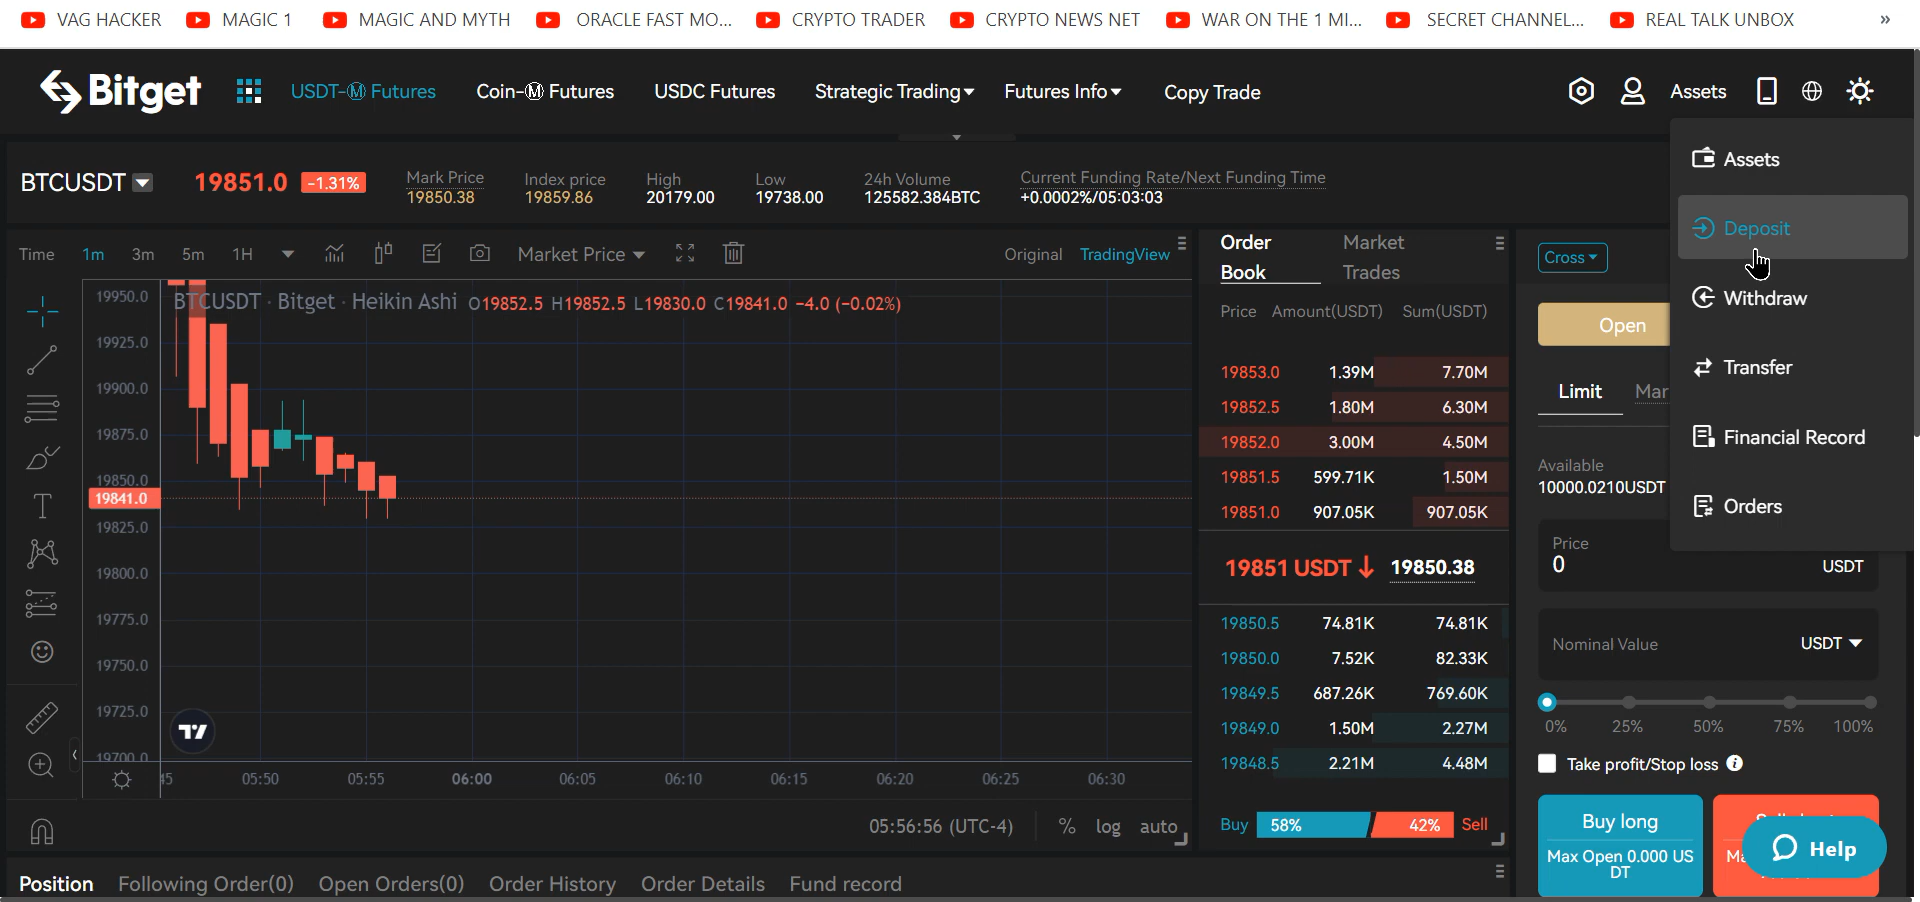 VAG HACKER MAGIC 1 MAGIC AND MYTH ORACLE FAST MO... CRYPTO TRADER CRYPTO NEWS NET WAR ON THE 1 MI... SECRET CHANNEL... REAL TALK UNBOX »
Bitget USDT-Ⓜ Futures Coin-Ⓜ Futures USDC Futures Strategic Trading Futures Info Copy Trade Assets
Assets
Deposit
Withdraw
Transfer
Financial Record
Orders
BTCUSDT 19851.0 -1.31%
Mark Price
19850.38
Index price
19859.86
High
20179.00
Low
19738.00
24h Volume
125582.384BTC
Current Funding Rate/Next Funding Time
+0.0002%/05:03:03
Time 1m 3m 5m 1H Market Price Original TradingView
BTCUSDT · Bitget · Heikin Ashi O19852.5 H19852.5 L19830.0 C19841.0 -4.0 (-0.02%)
19950.0
19925.0
19900.0
19875.0
19850.0
19841.0
19825.0
19800.0
19775.0
19750.0
19725.0
19700.0
45 05:50 05:55 06:00 06:05 06:10 06:15 06:20 06:25 06:30
05:56:56 (UTC-4) % log auto
Order Book
Market Trades
Price Amount(USDT) Sum(USDT)
19853.0 1.39M 7.70M
19852.5 1.80M 6.30M
19852.0 3.00M 4.50M
19851.5 599.71K 1.50M
19851.0 907.05K 907.05K
19851 USDT ↓ 19850.38
19850.5 74.81K 74.81K
19850.0 7.52K 82.33K
19849.5 687.26K 769.60K
19849.0 1.50M 2.27M
19848.5 2.21M 4.48M
Buy 58% 42% Sell
Cross
Open
Limit Mar
Available
10000.0210USDT
Price
0 USDT
Nominal Value USDT
0% 25% 50% 75% 100%
Take profit/Stop loss
Buy long
Max Open 0.000 US
DT
Help
Position Following Order(0) Open Orders(0) Order History Order Details Fund record